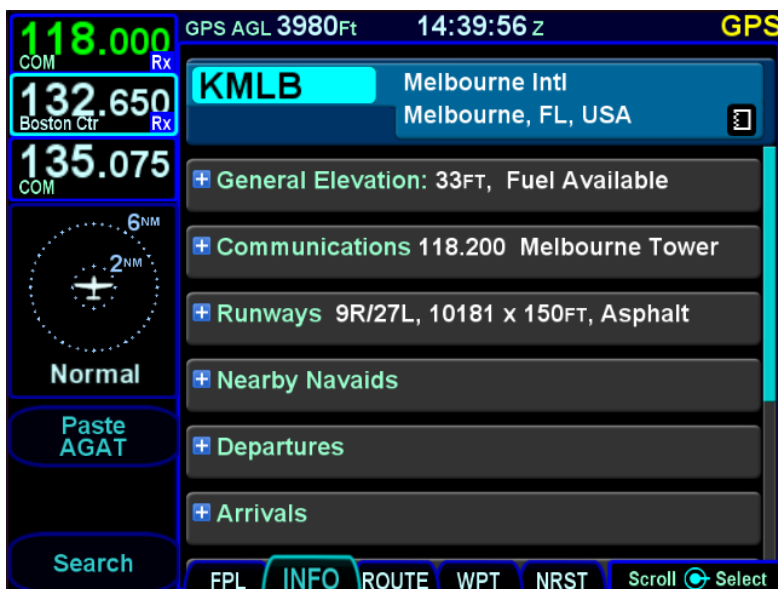 118.000
COM Rx
132.650
Boston Ctr Rx
135.075
COM
6NM
2NM
Normal
Paste
AGAT
Search
GPS AGL 3980Ft 14:39:56 Z GPS
KMLB
Melbourne Intl
Melbourne, FL, USA
General Elevation: 33FT, Fuel Available
Communications 118.200 Melbourne Tower
Runways 9R/27L, 10181 x 150FT, Asphalt
Nearby Navaids
Departures
Arrivals
FPL INFO ROUTE WPT NRST Scroll Select